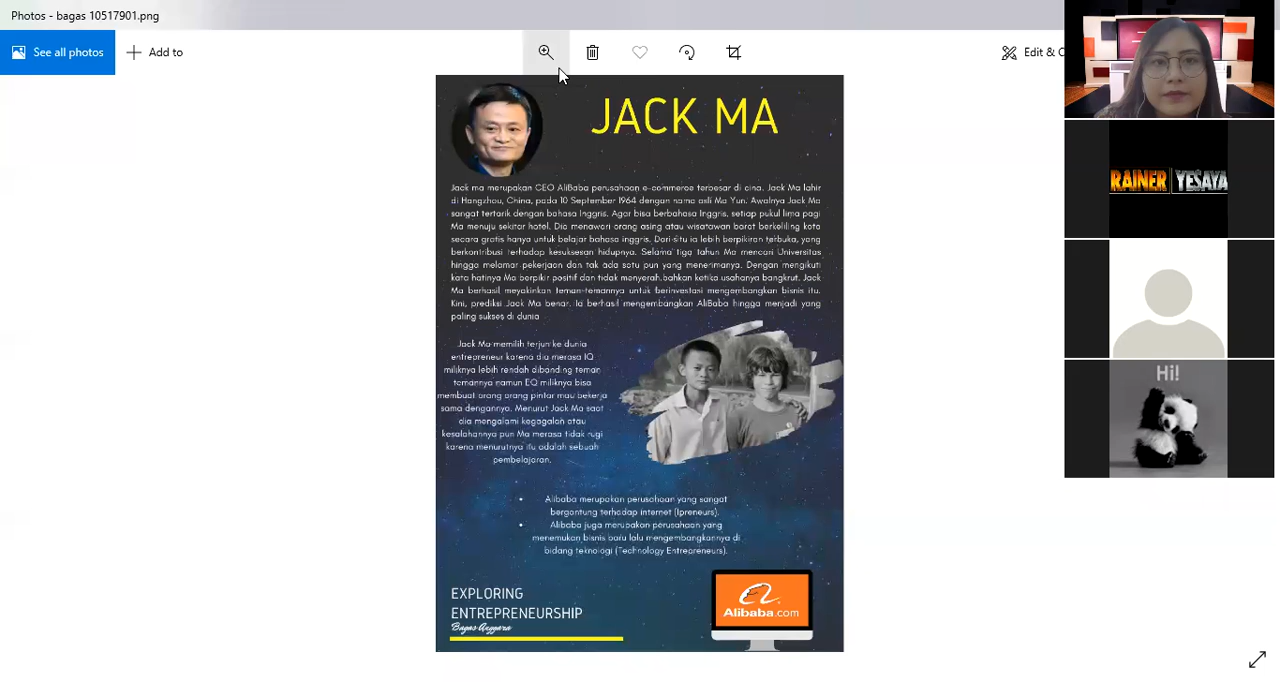 Photos - bagas 10517901.png
See all photos
Add to
Edit & C
JACK MA
Jack ma merupakan CEO AliBaba perusahaan e-commerce terbesar di cina. Jack Ma lahir
di Hangzhou, China, pada 10 September 1964 dengan nama asli Ma Yun. Awalnya Jack Ma
sangat tertarik dengan bahasa Inggris. Agar bisa berbahasa Inggris, setiap pukul lima pagi
Ma menuju sekitar hotel. Dia menawari orang asing atau wisatawan barat berkeliling kota
secara gratis hanya untuk belajar bahasa inggris. Dari situ ia lebih berpikiran terbuka, yang
berkontribusi terhadap kesuksesan hidupnya. Selama tiga tahun Ma mencari Universitas
hingga melamar pekerjaan dan tak ada satu pun yang menerimanya. Dengan mengikuti
kata hatinya Ma berpikir positif dan tidak menyerah,bahkan ketika usahanya bangkrut. Jack
Ma berhasil meyakinkan teman-temannya untuk berinvestasi mengembangkan bisnis itu.
Kini, prediksi Jack Ma benar. Ia berhasil mengembangkan AliBaba hingga menjadi yang
paling sukses di dunia
Jack Ma memilih terjun ke dunia
entrepreneur karena dia merasa IQ
miliknya lebih rendah dibanding teman
temannya namun EQ miliknya bisa
membuat orang orang pintar mau bekerja
sama dengannya. Menurut Jack Ma saat
dia mengalami kegagalah atau
kesalahannya pun Ma merasa tidak rugi
karena menurutnya itu adalah sebuah
pembelajaran.
• Alibaba merupakan perusahaan yang sangat
bergantung terhadap internet (Ipreneurs).
• Alibaba juga merupakan perusahaan yang
menemukan bisnis baru lalu mengembangkannya di
bidang teknologi (Technology Entrepreneurs).
EXPLORING
ENTREPRENEURSHIP
Bagas Anggara
Alibaba.com
RAINER YESAYA
Hi!